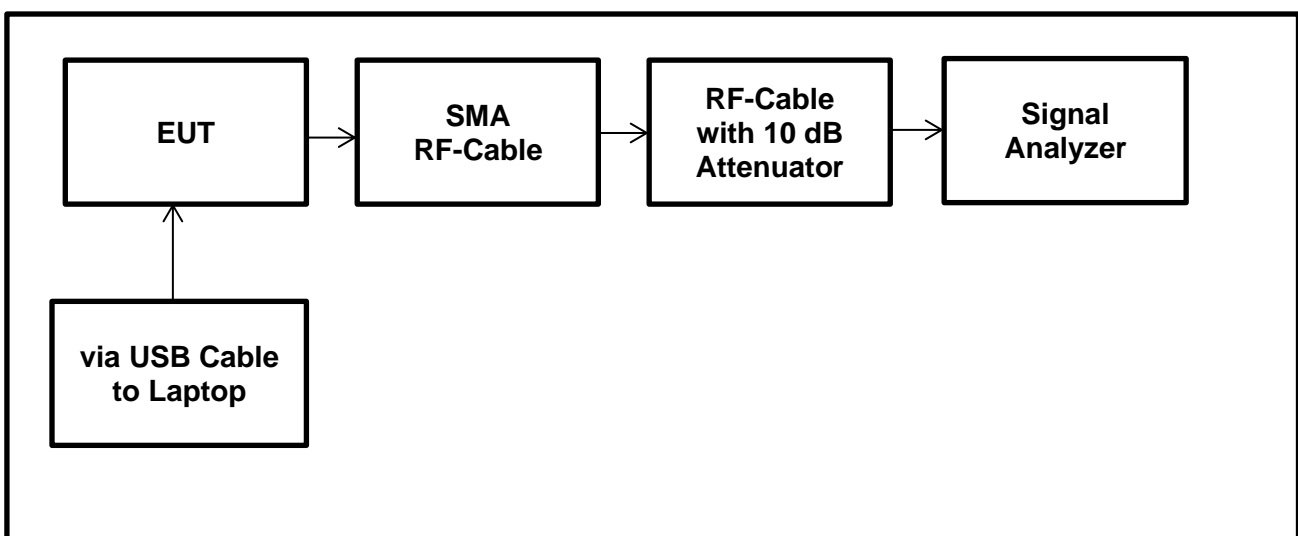 EUT
SMA
RF-Cable
RF-Cable
with 10 dB
Attenuator
Signal
Analyzer
via USB Cable
to Laptop